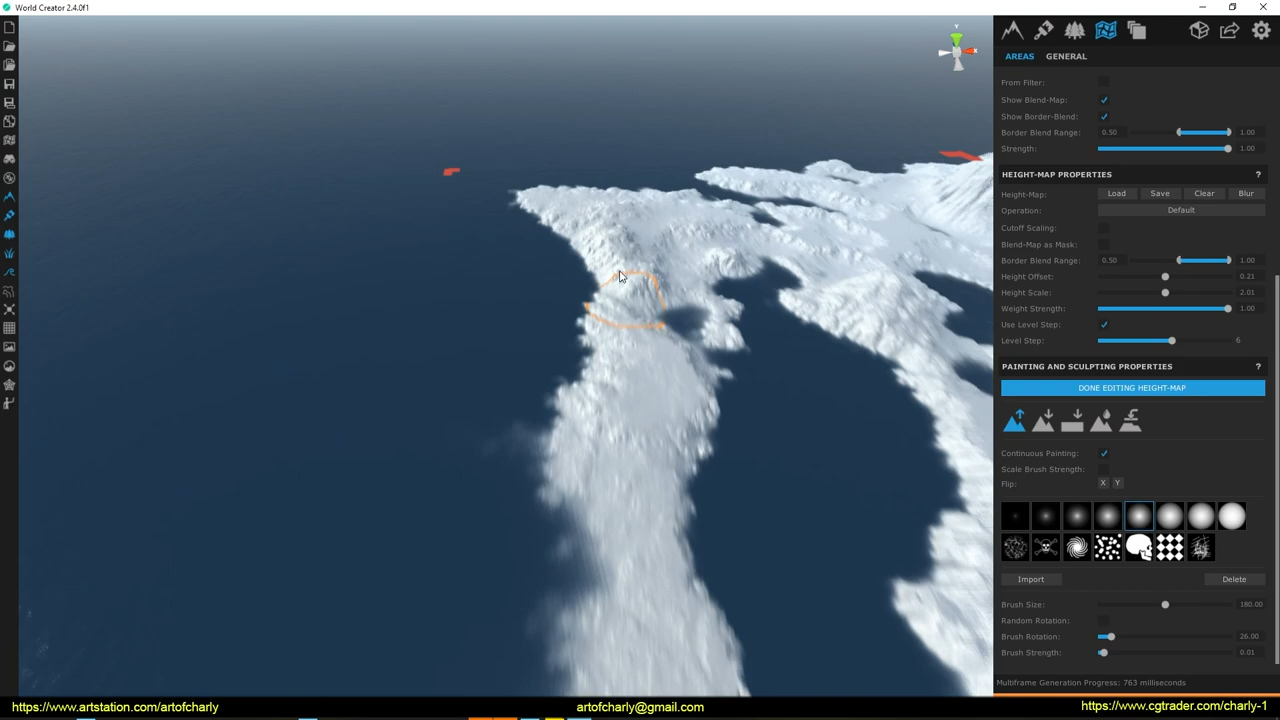 World Creator 2.4.0f1
Y
X
AREAS GENERAL
From Filter:
Show Blend-Map:
Show Border-Blend:
Border Blend Range: 0.50 1.00
Strength: 1.00
HEIGHT-MAP PROPERTIES ?
Height-Map: Load Save Clear Blur
Operation: Default
Cutoff Scaling:
Blend-Map as Mask:
Border Blend Range: 0.50 1.00
Height Offset: 0.21
Height Scale: 2.01
Weight Strength: 1.00
Use Level Step:
Level Step: 6
PAINTING AND SCULPTING PROPERTIES ?
DONE EDITING HEIGHT-MAP
Continuous Painting:
Scale Brush Strength:
Flip: X Y
Import Delete
Brush Size: 180.00
Random Rotation:
Brush Rotation: 26.00
Brush Strength: 0.01
Multiframe Generation Progress: 763 milliseconds
https://www.artstation.com/artofcharly artofcharly@gmail.com https://www.cgtrader.com/charly-1